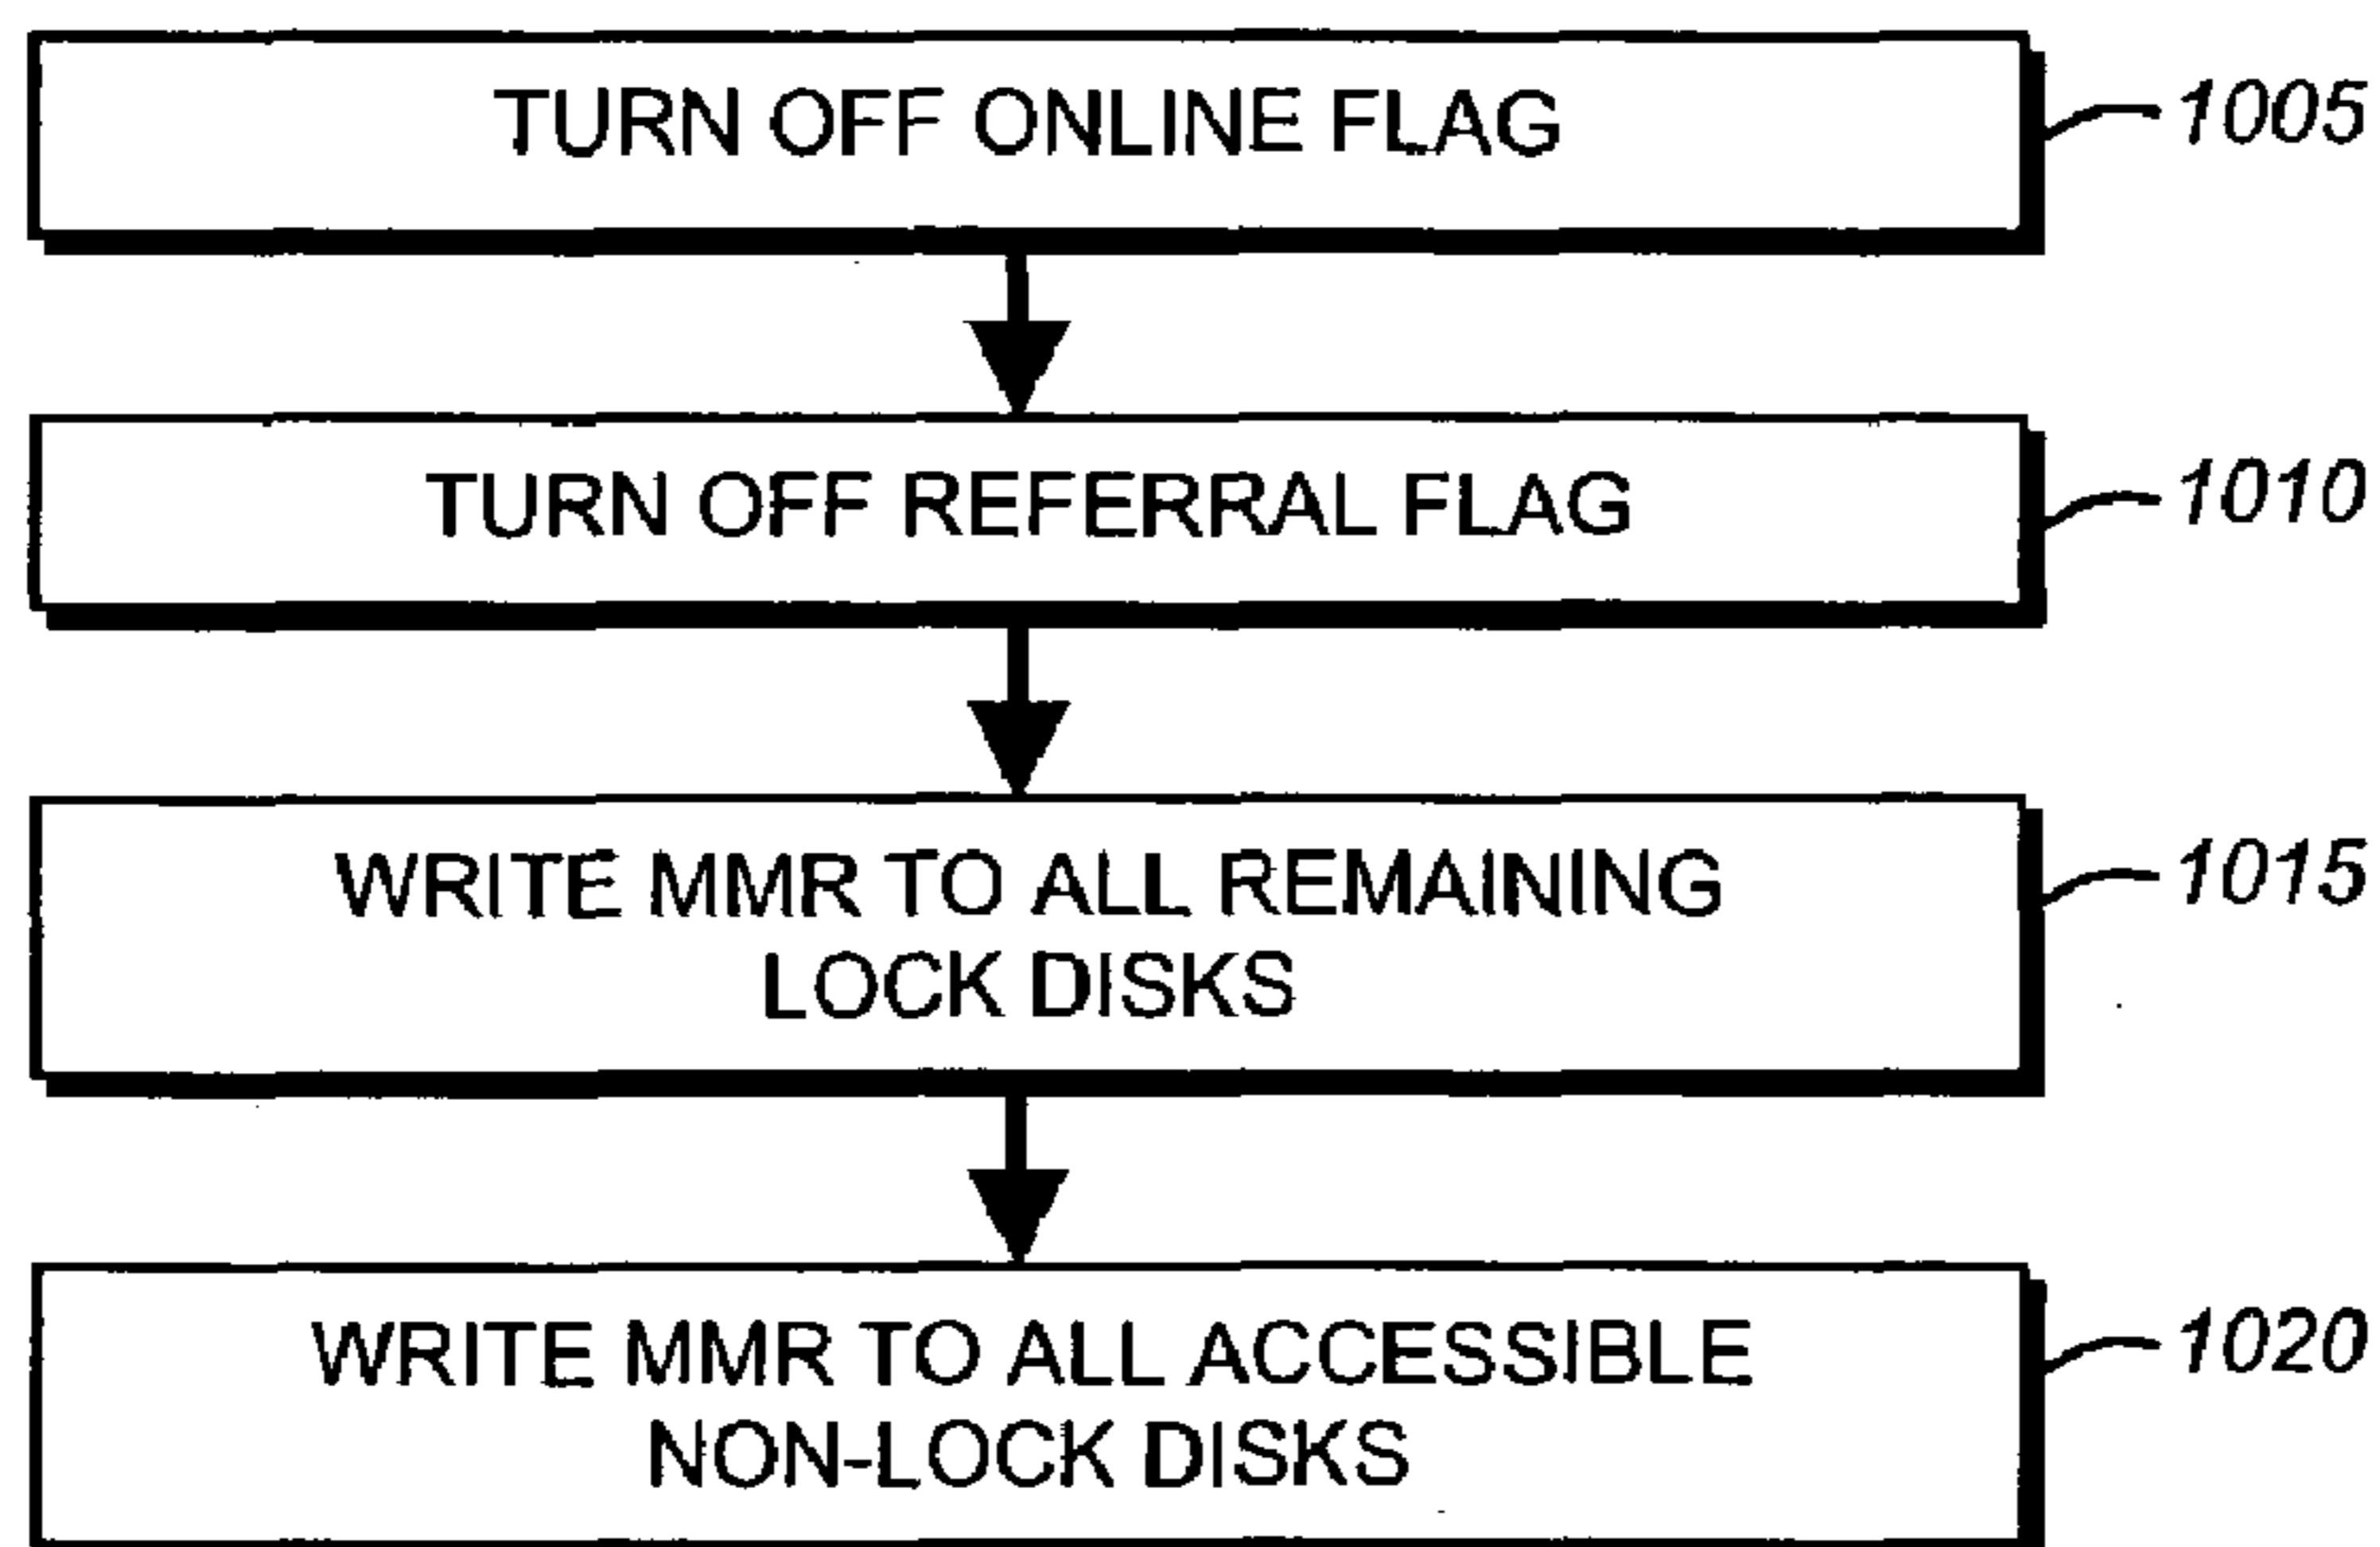 TURN OFF ONLINE FLAG
1005
TURN OFF REFERRAL FLAG
1010
WRITE MMR TO ALL REMAINING
LOCK DISKS
1015
WRITE MMR TO ALL ACCESSIBLE
NON-LOCK DISKS
1020